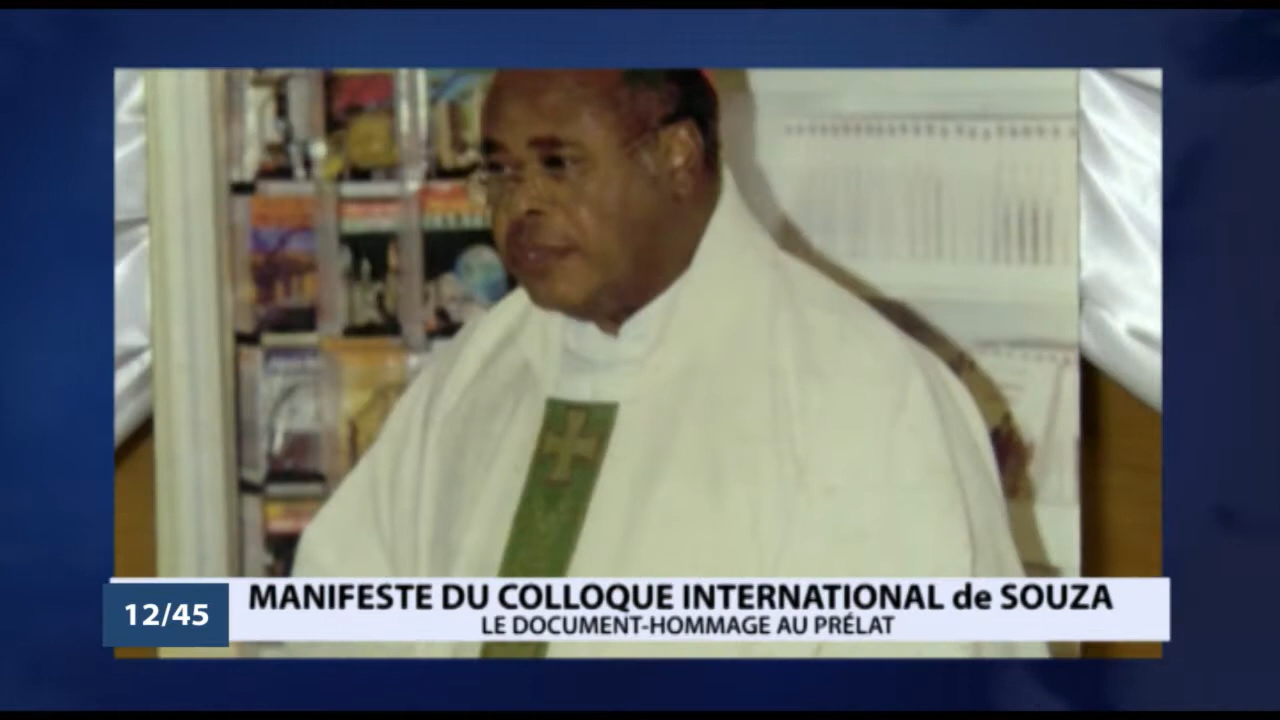 MANIFESTE DU COLLOQUE INTERNATIONAL de SOUZA
12/45
LE DOCUMENT-HOMMAGE AU PRÉLAT